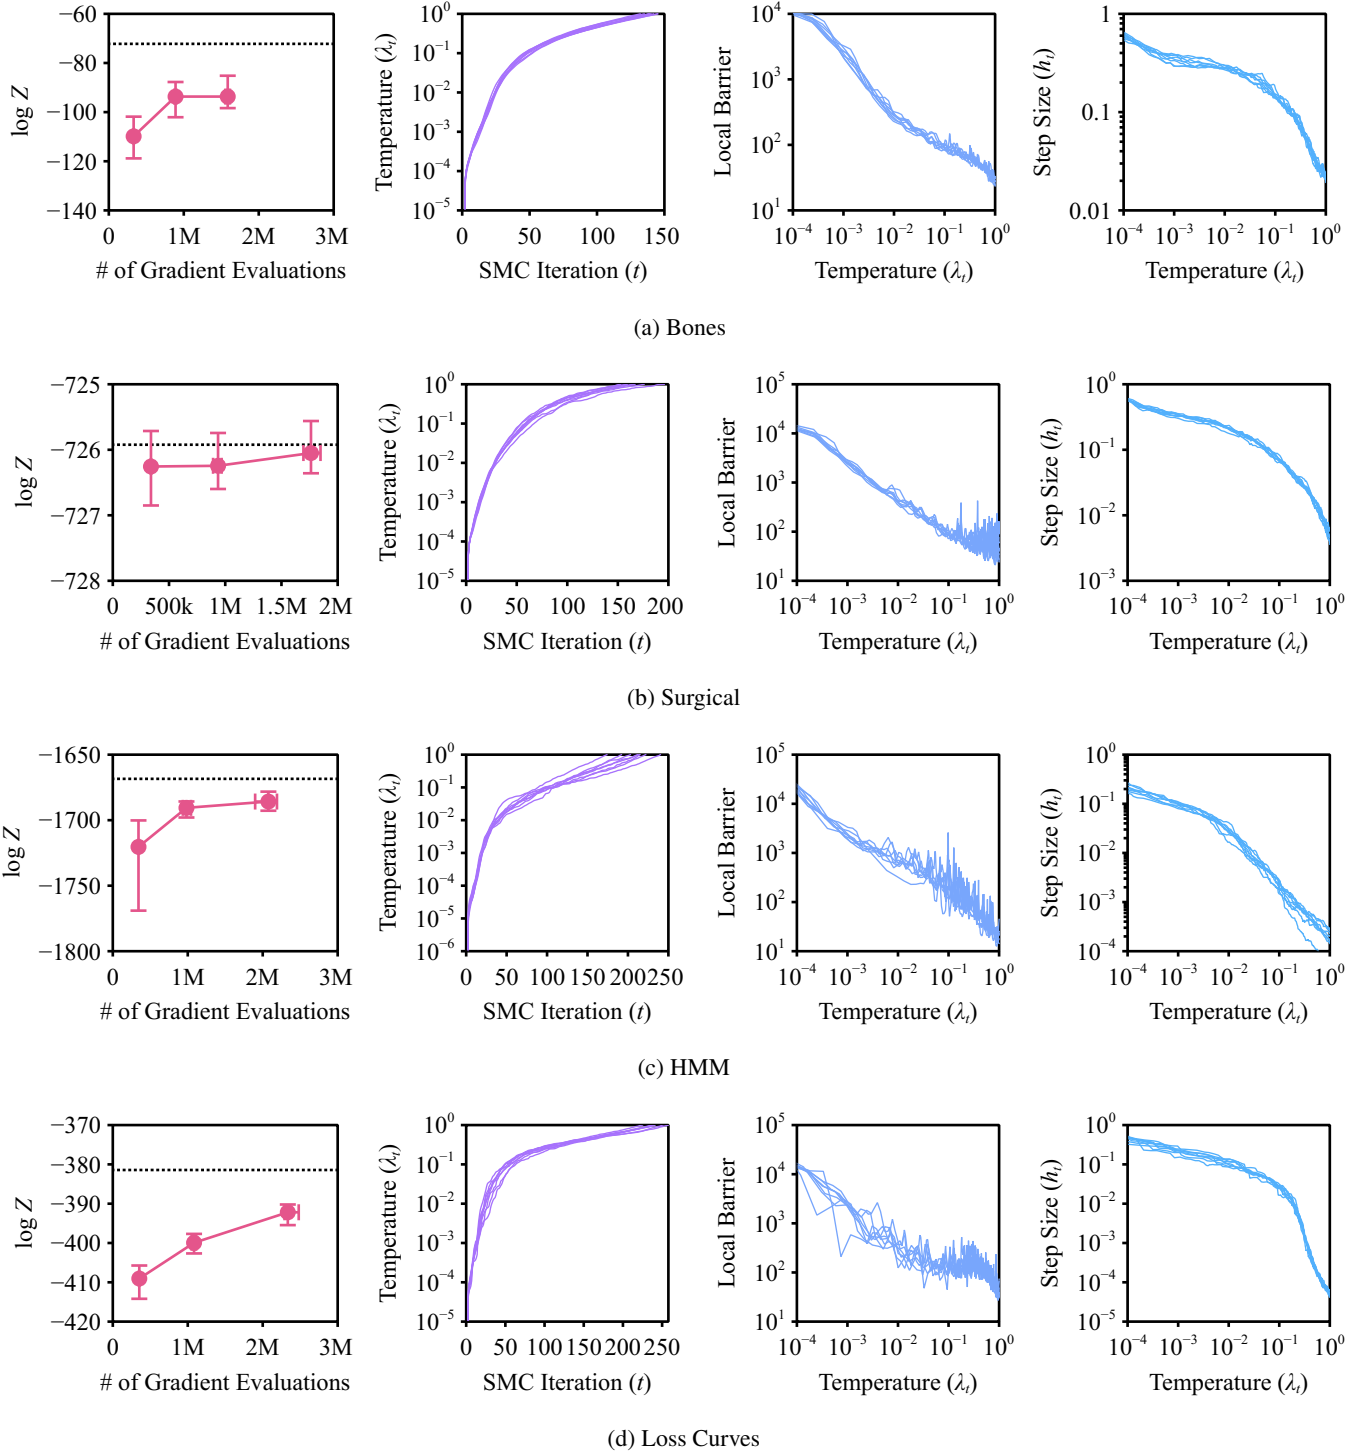 log Z
−60
−80
−100
−120
−140
0 1M 2M 3M
# of Gradient Evaluations
Temperature (λt)
10^0
10^−1
10^−2
10^−3
10^−4
10^−5
0 50 100 150
SMC Iteration (t)
Local Barrier
10^4
10^3
10^2
10^1
10^−4 10^−3 10^−2 10^−1 10^0
Temperature (λt)
Step Size (ht)
1
0.1
0.01
10^−4 10^−3 10^−2 10^−1 10^0
Temperature (λt)
(a) Bones
log Z
−725
−726
−727
−728
0 500k 1M 1.5M 2M
# of Gradient Evaluations
Temperature (λt)
10^0
10^−1
10^−2
10^−3
10^−4
10^−5
0 50 100 150 200
SMC Iteration (t)
Local Barrier
10^5
10^4
10^3
10^2
10^1
10^−4 10^−3 10^−2 10^−1 10^0
Temperature (λt)
Step Size (ht)
10^0
10^−1
10^−2
10^−3
10^−4 10^−3 10^−2 10^−1 10^0
Temperature (λt)
(b) Surgical
log Z
−1650
−1700
−1750
−1800
0 1M 2M 3M
# of Gradient Evaluations
Temperature (λt)
10^0
10^−1
10^−2
10^−3
10^−4
10^−5
10^−6
0 50 100 150 200 250
SMC Iteration (t)
Local Barrier
10^5
10^4
10^3
10^2
10^1
10^−4 10^−3 10^−2 10^−1 10^0
Temperature (λt)
Step Size (ht)
10^0
10^−1
10^−2
10^−3
10^−4
10^−4 10^−3 10^−2 10^−1 10^0
Temperature (λt)
(c) HMM
log Z
−370
−380
−390
−400
−410
−420
0 1M 2M 3M
# of Gradient Evaluations
Temperature (λt)
10^0
10^−1
10^−2
10^−3
10^−4
10^−5
0 50 100 150 200 250
SMC Iteration (t)
Local Barrier
10^5
10^4
10^3
10^2
10^1
10^−4 10^−3 10^−2 10^−1 10^0
Temperature (λt)
Step Size (ht)
10^0
10^−1
10^−2
10^−3
10^−4
10^−5
10^−4 10^−3 10^−2 10^−1 10^0
Temperature (λt)
(d) Loss Curves